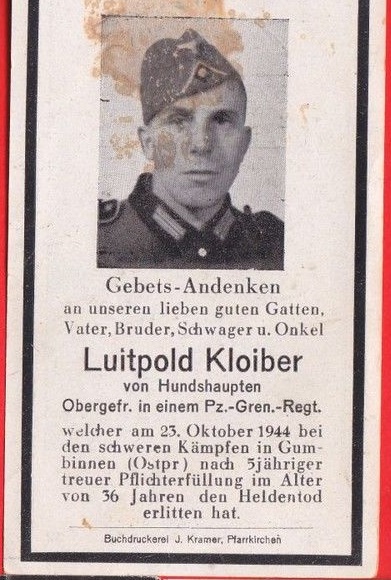 Gebets-Andenken
an unseren lieben guten Gatten,
Vater, Bruder, Schwager u. Onkel
Luitpold Kloiber
von Hundshaupten
Obergefr. in einem Pz.-Gren.-Regt.
welcher am 23. Oktober 1944 bei
den schweren Kämpfen in Gum-
binnen (Ostpr) nach 5jähriger
treuer Pflichterfüllung im Alter
von 36 Jahren den Heldentod
erlitten hat.
Buchdruckerei J. Kramer, Pfarrkirchen